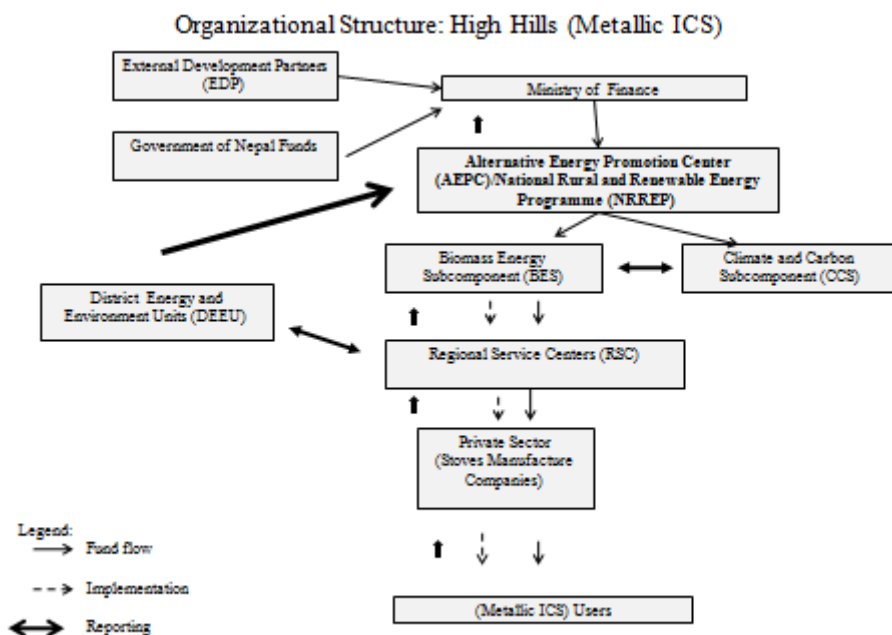 Organizational Structure: High Hills (Metallic ICS)
External Development Partners
(EDP)
Ministry of Finance
Government of Nepal Funds
Alternative Energy Promotion Center
(AEPC)/National Rural and Renewable Energy
Programme (NRREP)
Biomass Energy
Subcomponent (BES)
Climate and Carbon
Subcomponent (CCS)
District Energy and
Environment Units (DEEU)
Regional Service Centers (RSC)
Private Sector
(Stoves Manufacture
Companies)
Legend:
Fund flow
Implementation
Reporting
(Metallic ICS) Users